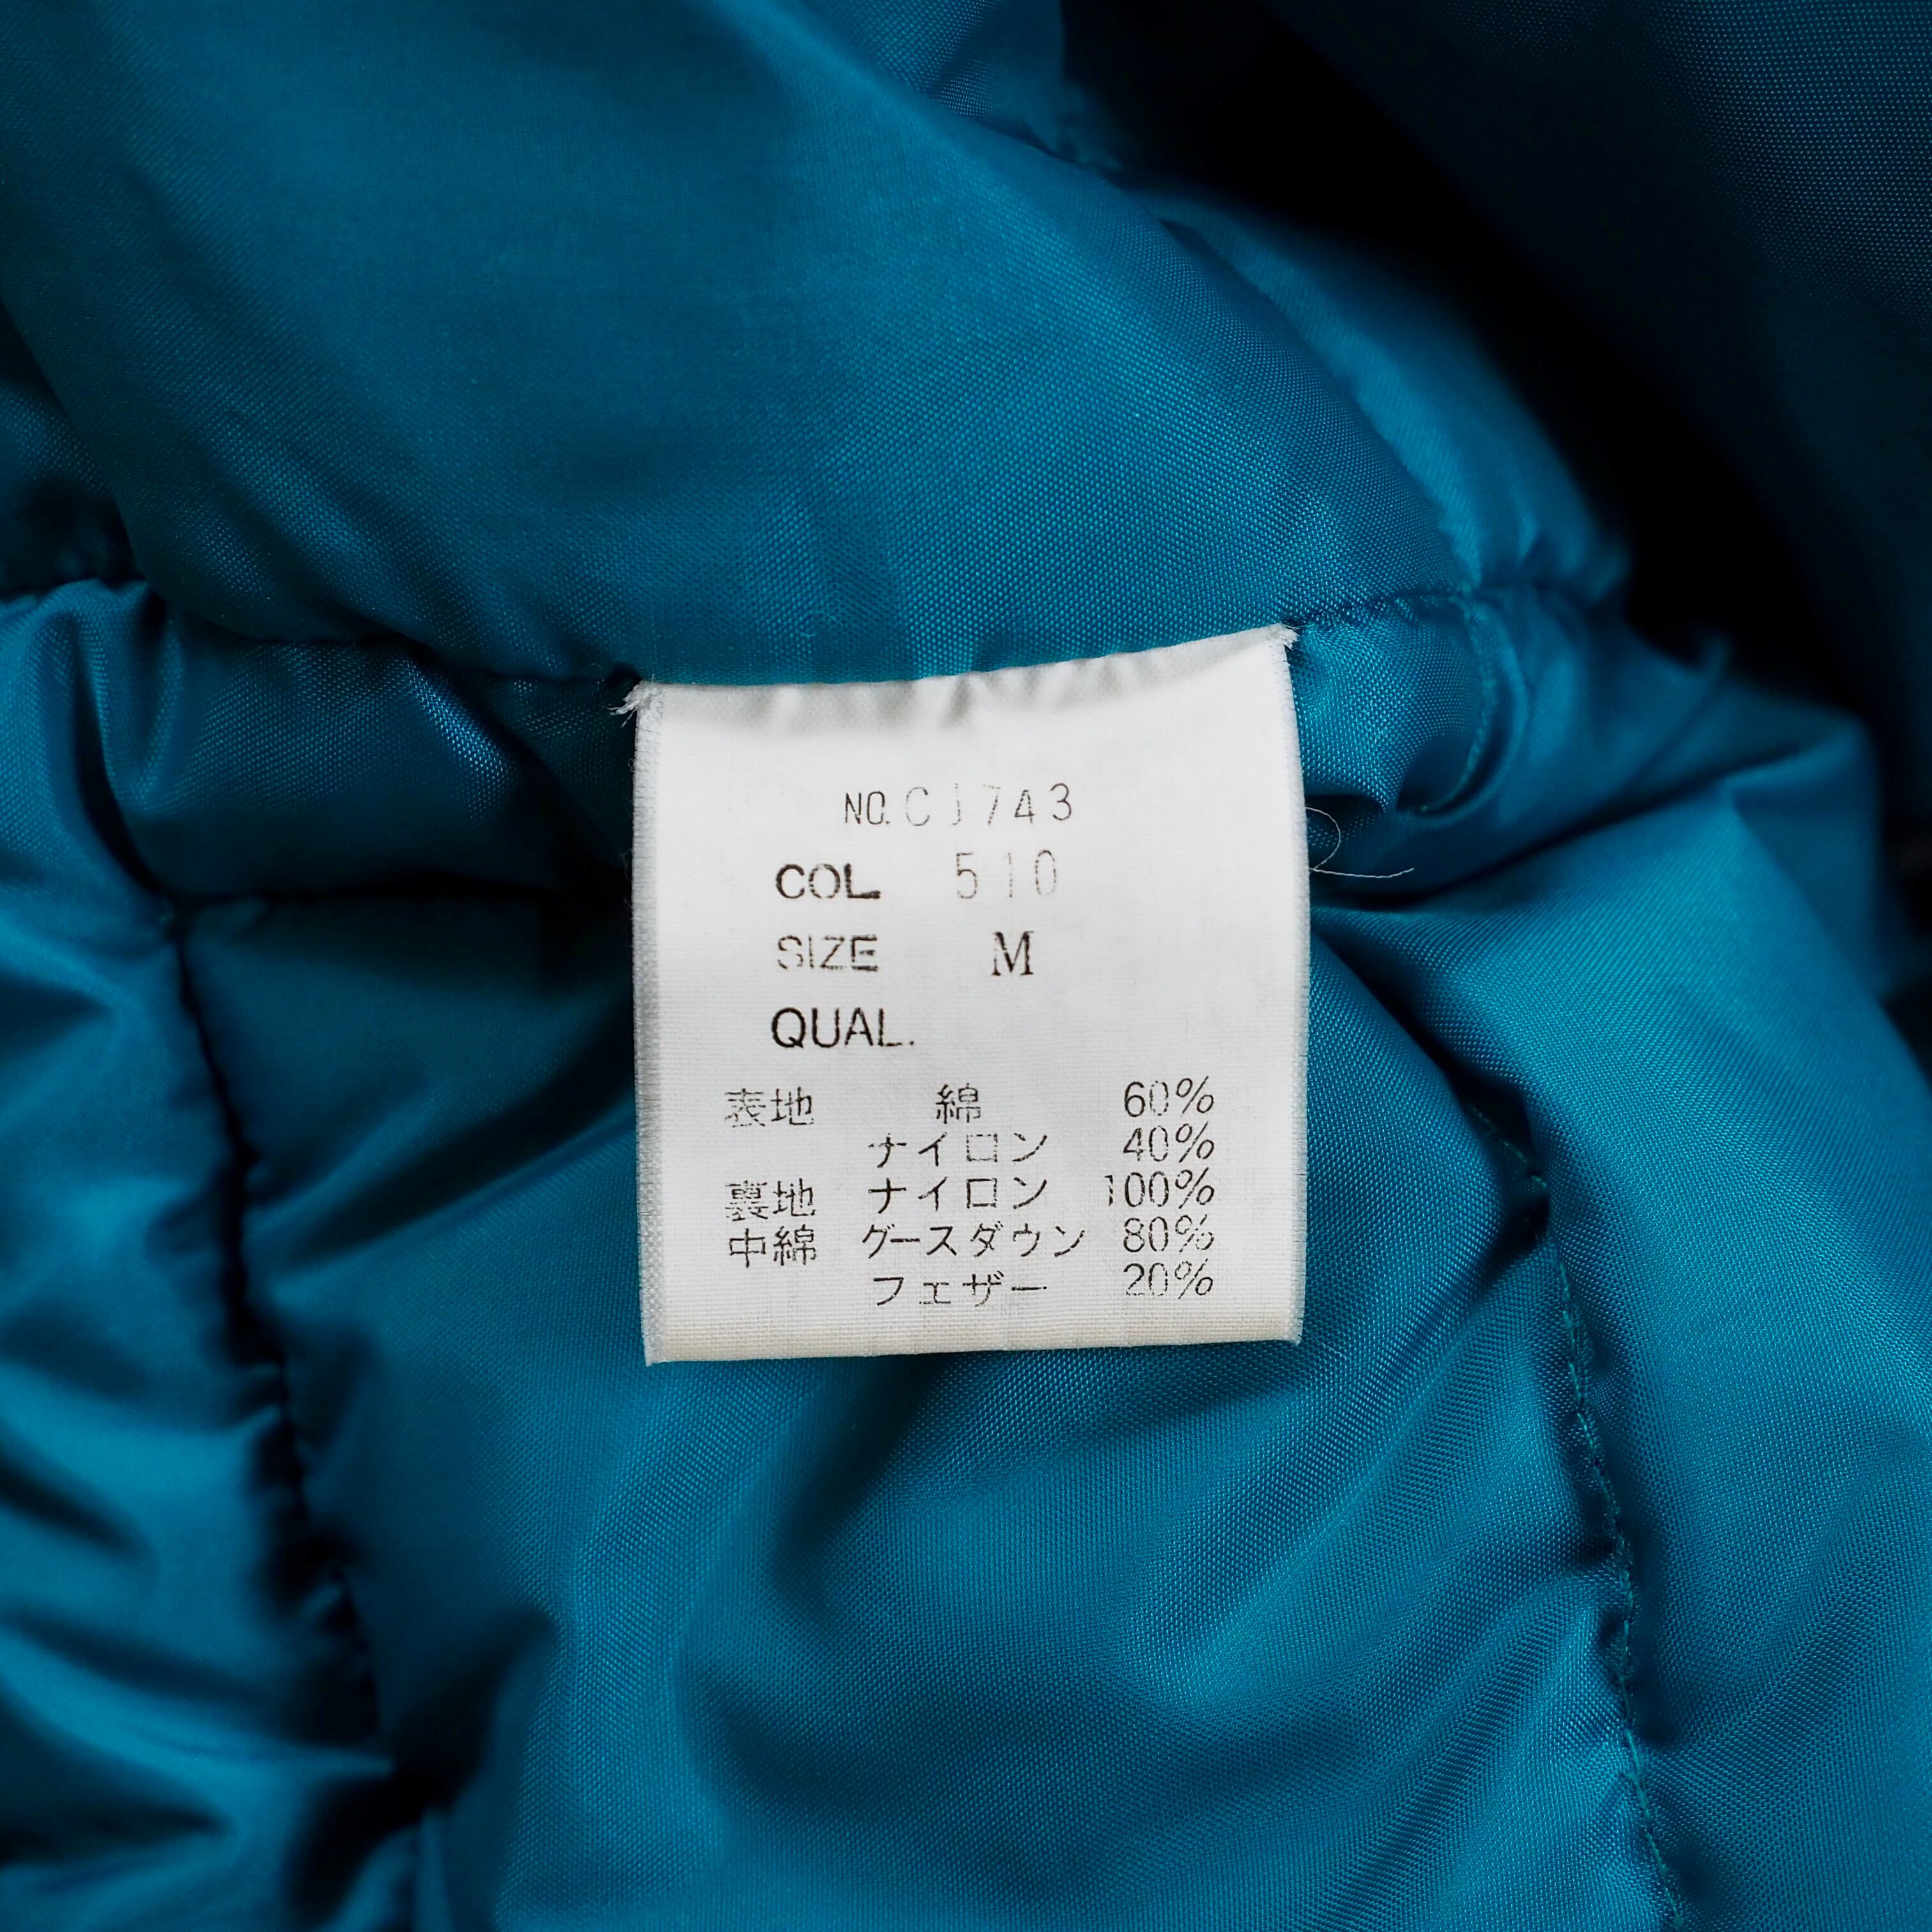 NO. C1743
COL 510
SIZE M
QUAL.
表地 綿 60%
ナイロン 40%
裏地 ナイロン 100%
中綿 グースダウン 80%
フェザー 20%